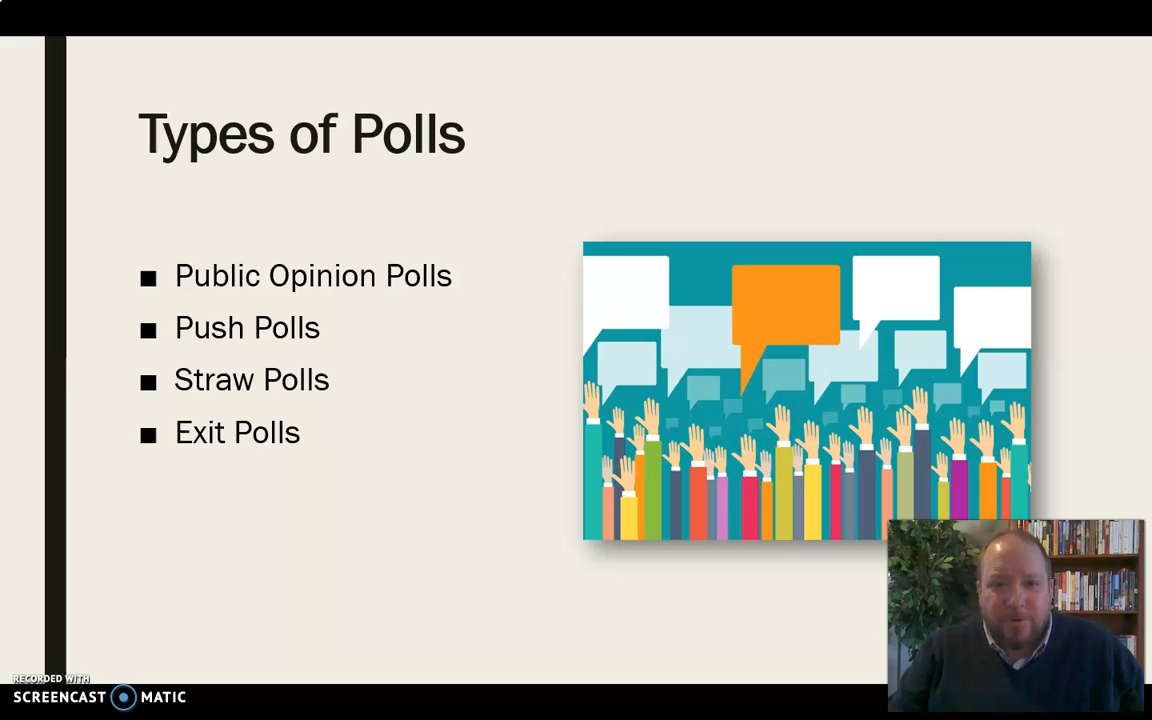 Types of Polls
■ Public Opinion Polls
■ Push Polls
■ Straw Polls
■ Exit Polls
RECORDED WITH
SCREENCAST MATIC